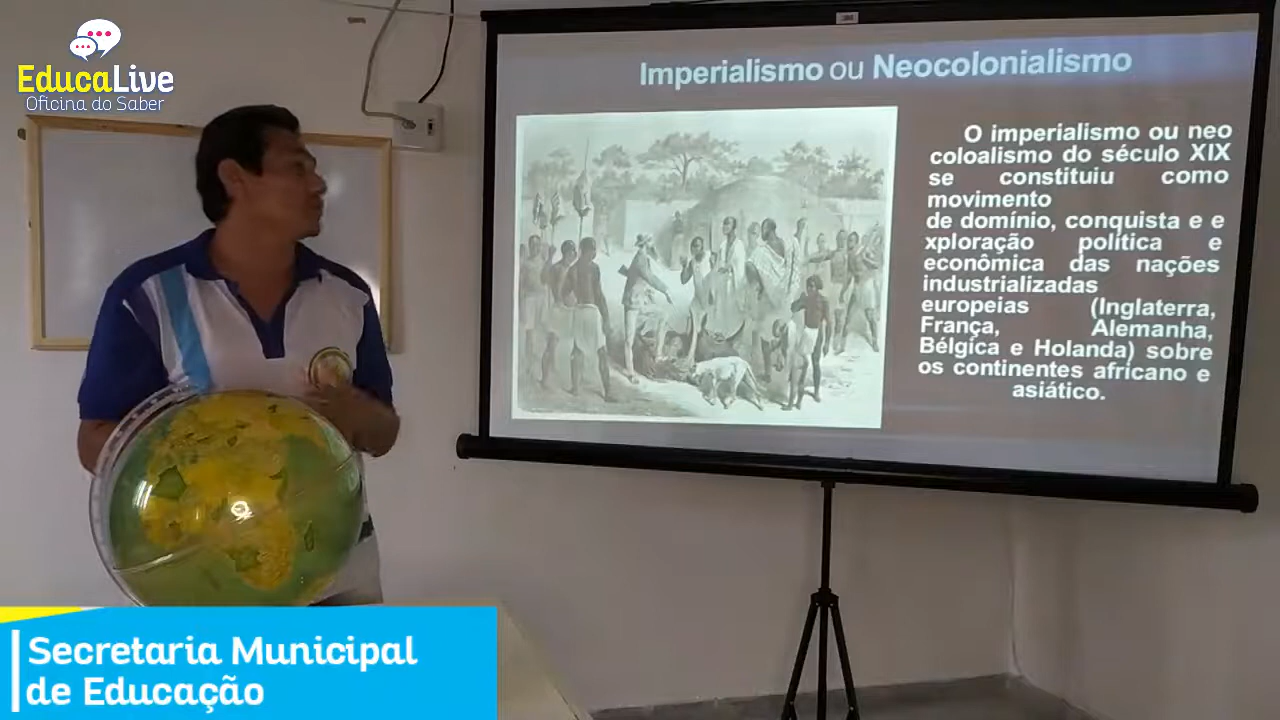 EducaLive
Oficina do Saber
Imperialismo ou Neocolonialismo
O imperialismo ou neo
coloalismo do século XIX
se constituiu como
movimento
de domínio, conquista e e
xploração política e
econômica das nações
industrializadas
europeias (Inglaterra,
França, Alemanha,
Bélgica e Holanda) sobre
os continentes africano e
asiático.
Secretaria Municipal
de Educação